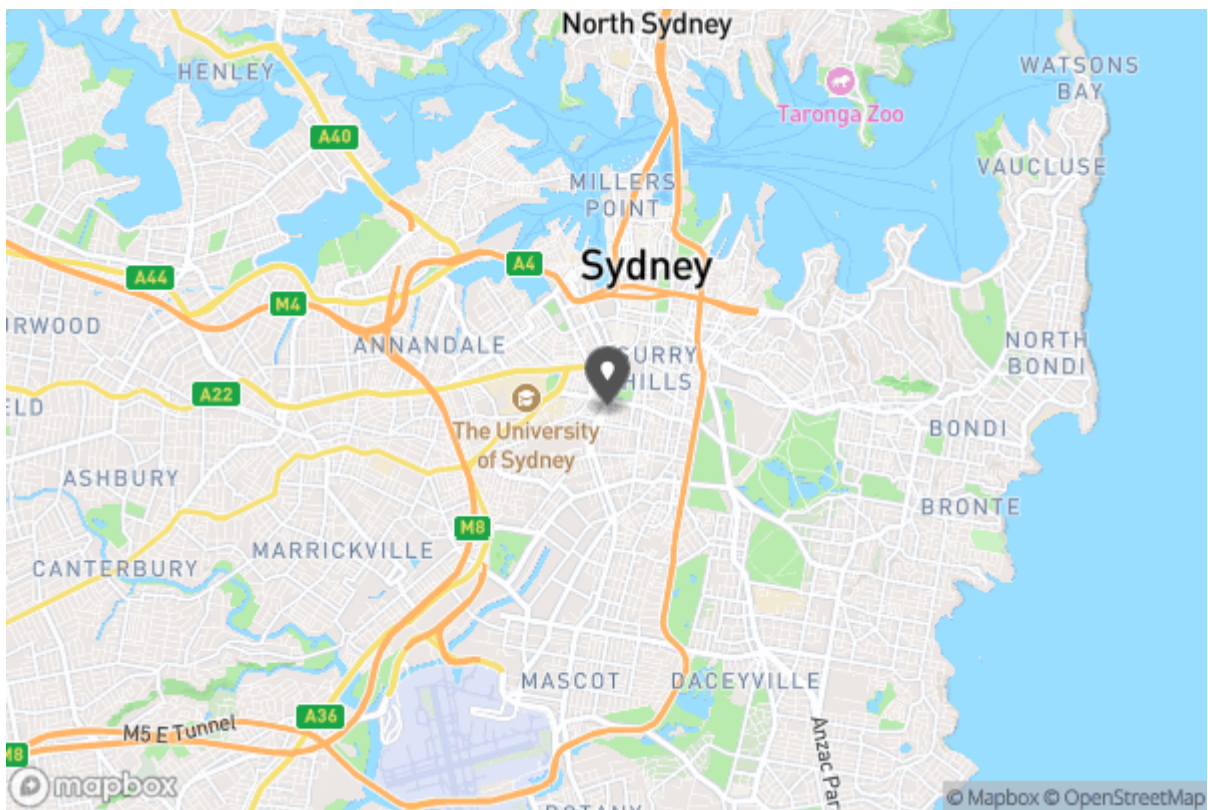 North Sydney
HENLEY
WATSONS
BAY
Taronga Zoo
A40
VAUCLUSE
MILLERS
POINT
A44
A4
Sydney
M4
URWOOD
ANNANDALE
SURRY
HILLS
NORTH
BONDI
A22
ELD
The University
of Sydney
BONDI
ASHBURY
BRONTE
M8
MARRICKVILLE
CANTERBURY
MASCOT
DACEYVILLE
A36
M5 E Tunnel
Anzac Par
M8
mapbox
BOTANY
© Mapbox © OpenStreetMap